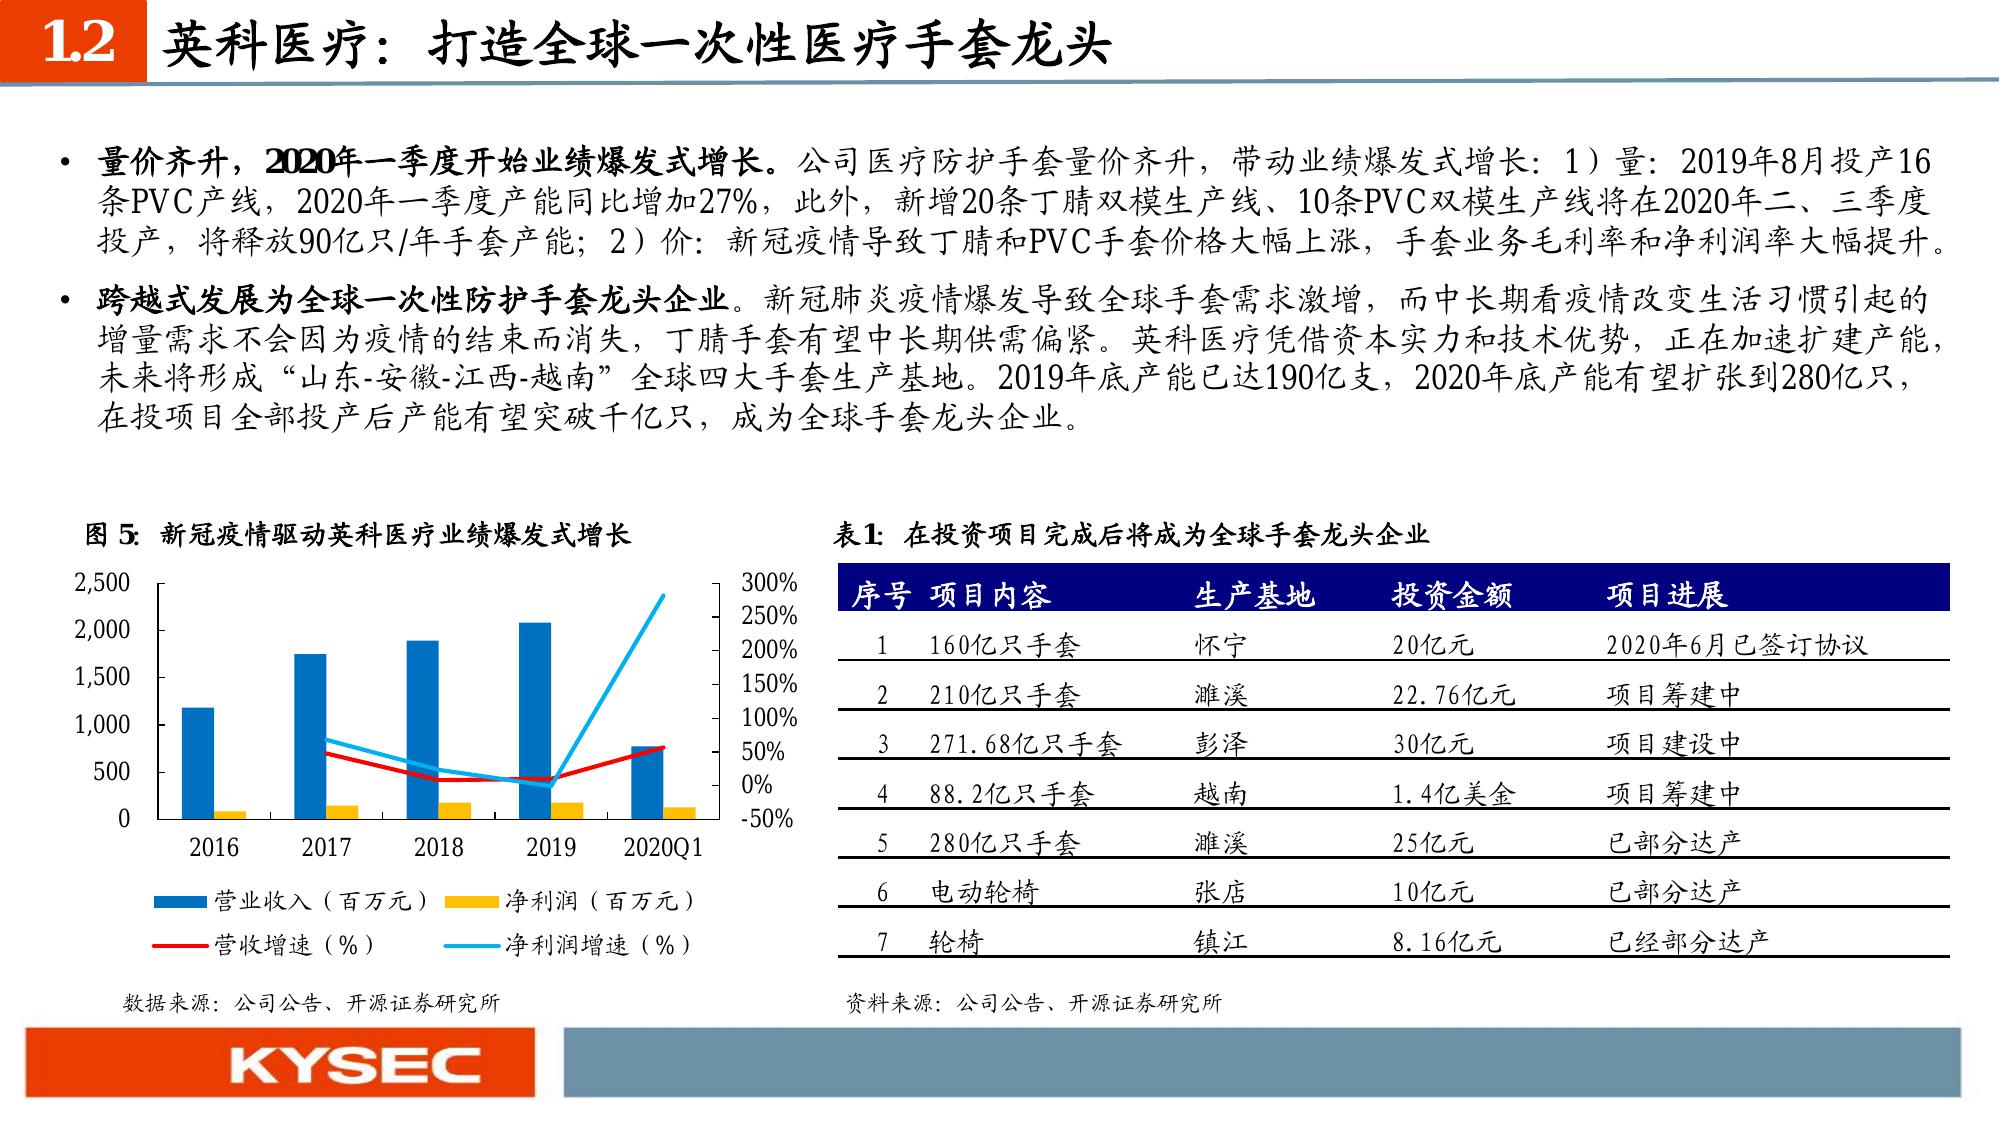 1.2 英科医疗：打造全球一次性医疗手套龙头
• 量价齐升，2020年一季度开始业绩爆发式增长。公司医疗防护手套量价齐升，带动业绩爆发式增长：1）量：2019年8月投产16
条PVC产线，2020年一季度产能同比增加27%，此外，新增20条丁腈双模生产线、10条PVC双模生产线将在2020年二、三季度
投产，将释放90亿只/年手套产能；2）价：新冠疫情导致丁腈和PVC手套价格大幅上涨，手套业务毛利率和净利润率大幅提升。
• 跨越式发展为全球一次性防护手套龙头企业。新冠肺炎疫情爆发导致全球手套需求激增，而中长期看疫情改变生活习惯引起的
增量需求不会因为疫情的结束而消失，丁腈手套有望中长期供需偏紧。英科医疗凭借资本实力和技术优势，正在加速扩建产能，
未来将形成“山东-安徽-江西-越南”全球四大手套生产基地。2019年底产能已达190亿支，2020年底产能有望扩张到280亿只，
在投项目全部投产后产能有望突破千亿只，成为全球手套龙头企业。
图 5：新冠疫情驱动英科医疗业绩爆发式增长
2,500
2,000
1,500
1,000
500
0
300%
250%
200%
150%
100%
50%
0%
-50%
2016 2017 2018 2019 2020Q1
营业收入（百万元） 净利润（百万元）
营收增速（%） 净利润增速（%）
数据来源：公司公告、开源证券研究所
表1：在投资项目完成后将成为全球手套龙头企业
序号 项目内容 生产基地 投资金额 项目进展
1 160亿只手套 怀宁 20亿元 2020年6月已签订协议
2 210亿只手套 濉溪 22.76亿元 项目筹建中
3 271.68亿只手套 彭泽 30亿元 项目建设中
4 88.2亿只手套 越南 1.4亿美金 项目筹建中
5 280亿只手套 濉溪 25亿元 已部分达产
6 电动轮椅 张店 10亿元 已部分达产
7 轮椅 镇江 8.16亿元 已经部分达产
资料来源：公司公告、开源证券研究所
KYSEC